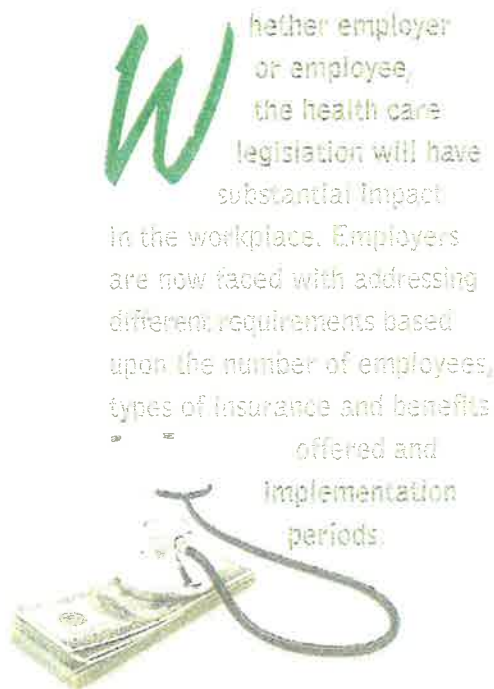 Whether employer
or employee,
the health care
legislation will have
substantial impact
in the workplace. Employers
are now faced with addressing
different requirements based
upon the number of employees,
types of insurance and benefits
offered and
implementation
periods.